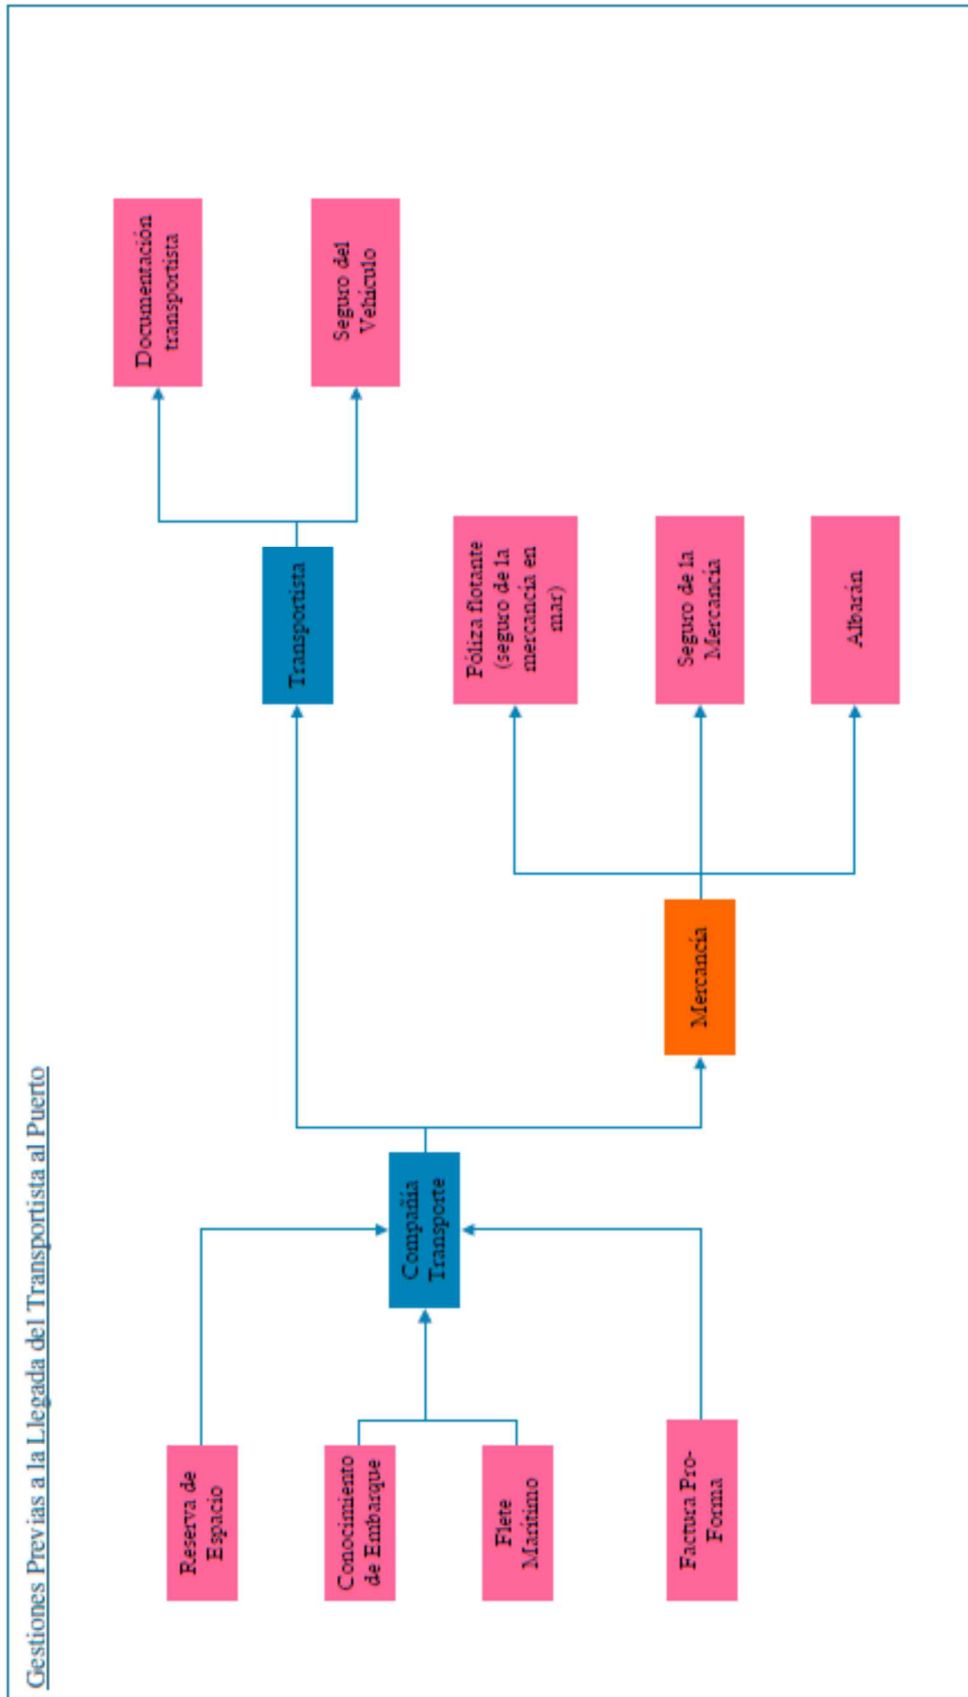 Gestiones Previas a la Llegada del Transportista al Puerto
Reserva de
Espacio
Conocimiento
de Embarque
Flete
Marítimo
Factura Pro-
Forma
Compañía
Transporte
Transportista
Mercancía
Documentación
transportista
Seguro del
Vehículo
Póliza flotante
(seguro de la
mercancía en
mar)
Seguro de la
Mercancía
Albarán